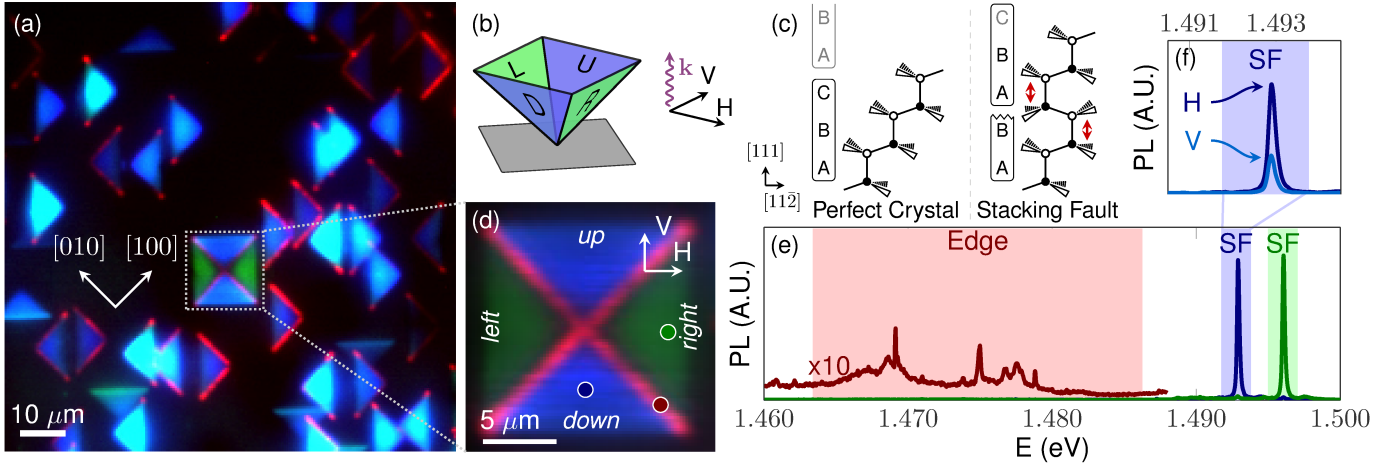 (a)
[010] [100]
10 μm
(b)
L U
D R
k
V
H
(c)
B
A
C
B
A
C
B
A
B
A
[111]
[112̄]
Perfect Crystal Stacking Fault
(d)
up
V
H
left
right
down
5 μm
(e)
Edge
SF SF
x10
PL (A.U.)
1.460 1.470 1.480 1.490 1.500
E (eV)
1.491 1.493
(f)
SF
H
V
PL (A.U.)